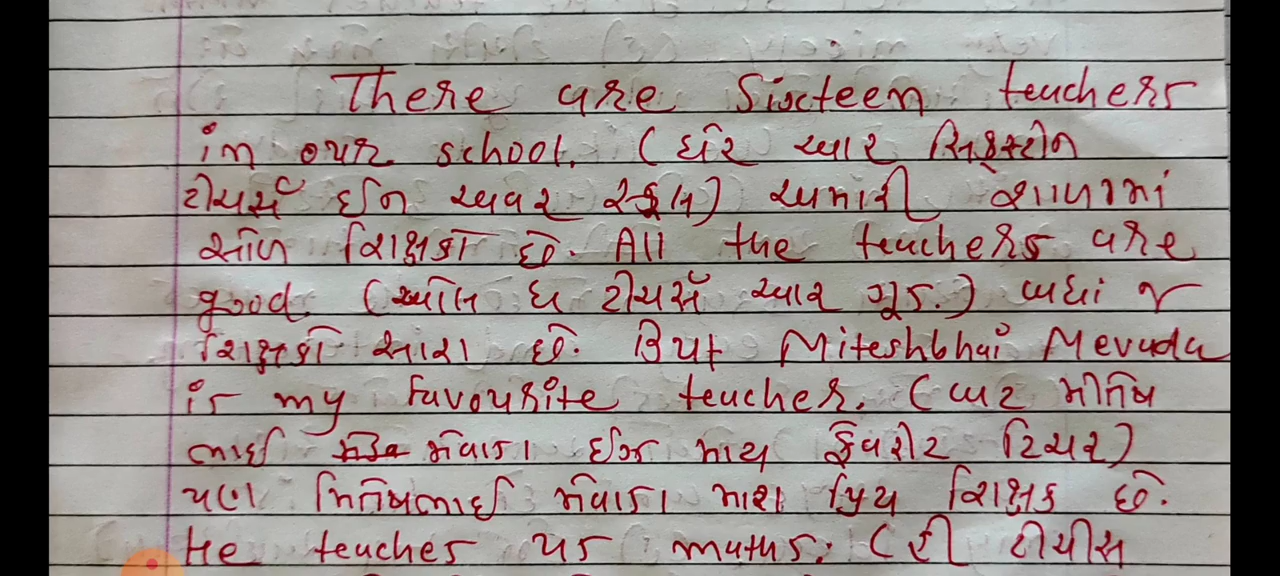 There are Sixteen teachers
in our school. (ધેર આર સિક્સ્ટીન
ટીચર્સ ઈન અવર સ્કૂલ) અમારી શાળામાં
સોળ શિક્ષકો છે. All the teachers are
good. (ઓલ ધ ટીચર્સ આર ગુડ.) બધાં જ
શિક્ષકો સારા છે. But Miteshbhai Mevada
is my favourite teacher. (બટ મીતેષ
ભાઈ મેવાડા ઈઝ માય ફેવરીટ ટિચર)
પણ મિતેષભાઈ મેવાડા મારા પ્રિય શિક્ષક છે.
He teaches us maths. (હી ટીચીસ